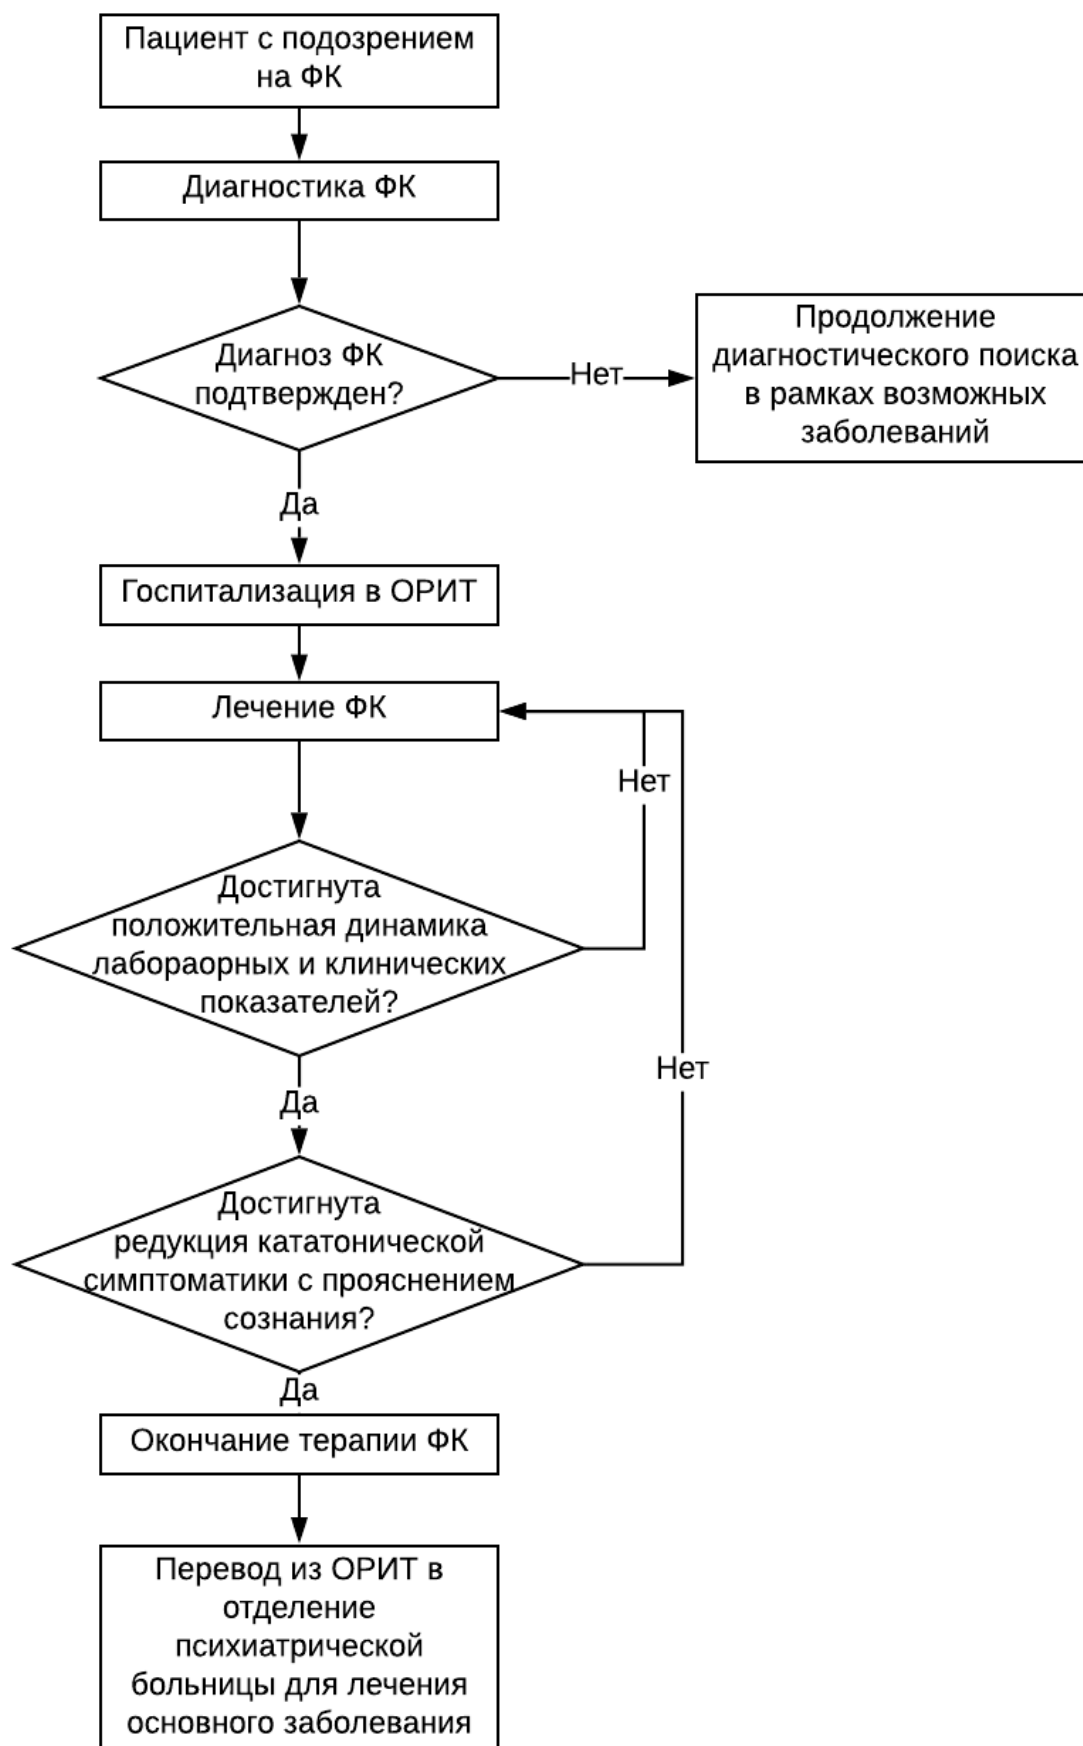 Пациент с подозрением
на ФК
Диагностика ФК
Диагноз ФК
подтвержден?
Нет
Продолжение
диагностического поиска
в рамках возможных
заболеваний
Да
Госпитализация в ОРИТ
Лечение ФК
Нет
Достигнута
положительная динамика
лабораорных и клинических
показателей?
Нет
Да
Достигнута
редукция кататонической
симптоматики с прояснением
сознания?
Да
Окончание терапии ФК
Перевод из ОРИТ в
отделение
психиатрической
больницы для лечения
основного заболевания